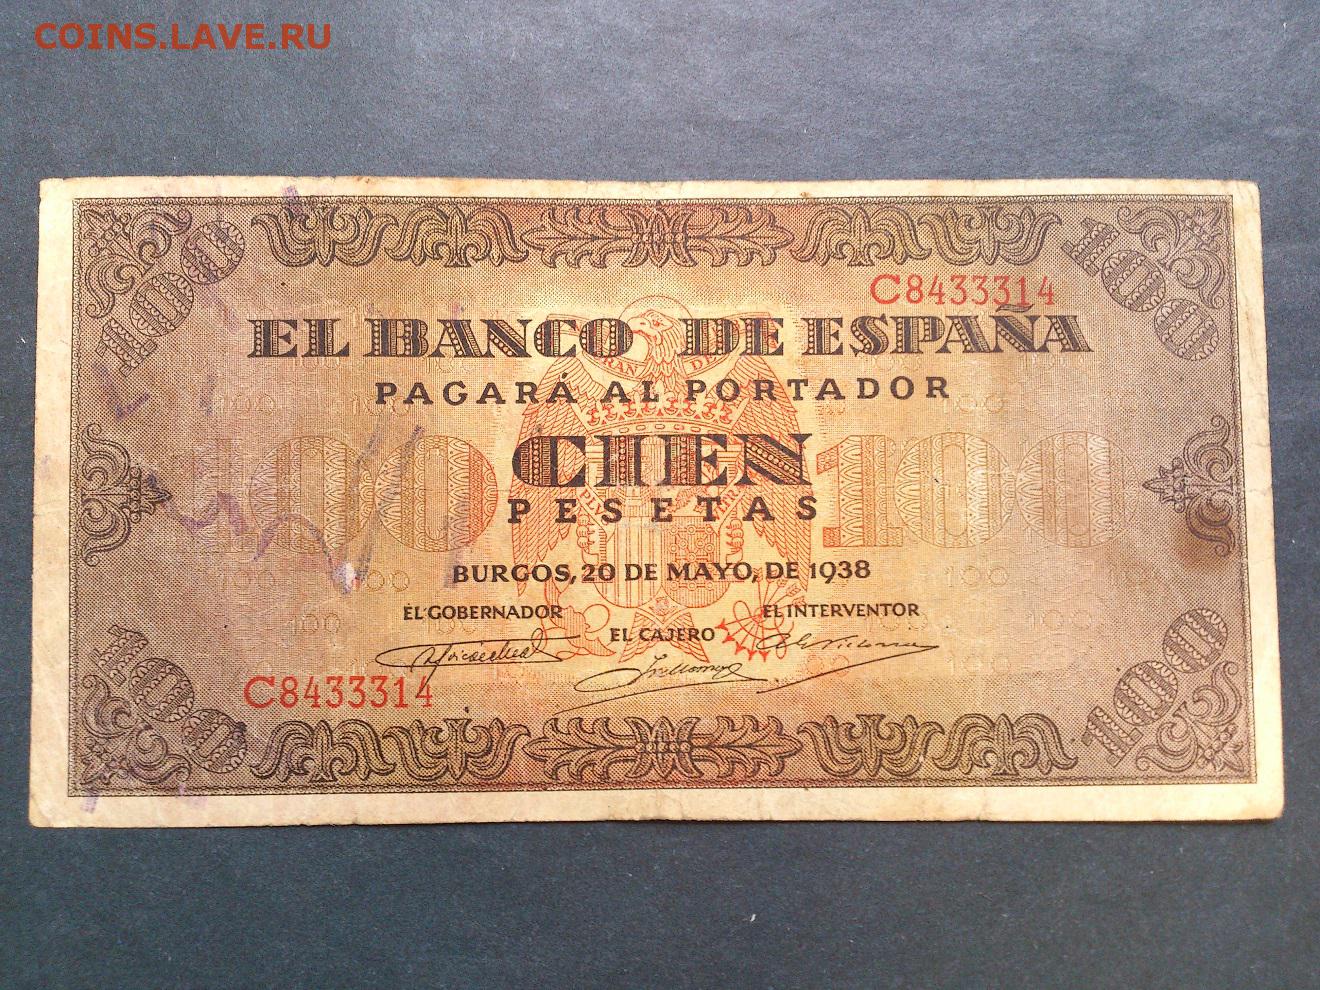 COINS.LAVE.RU
100
100
C8433314
EL BANCO DE ESPAÑA
PAGARÁ AL PORTADOR
100
CIEN
100
PESETAS
BURGOS, 20 DE MAYO, DE 1938
EL GOBERNADOR
EL CAJERO
EL INTERVENTOR
C8433314
100
100